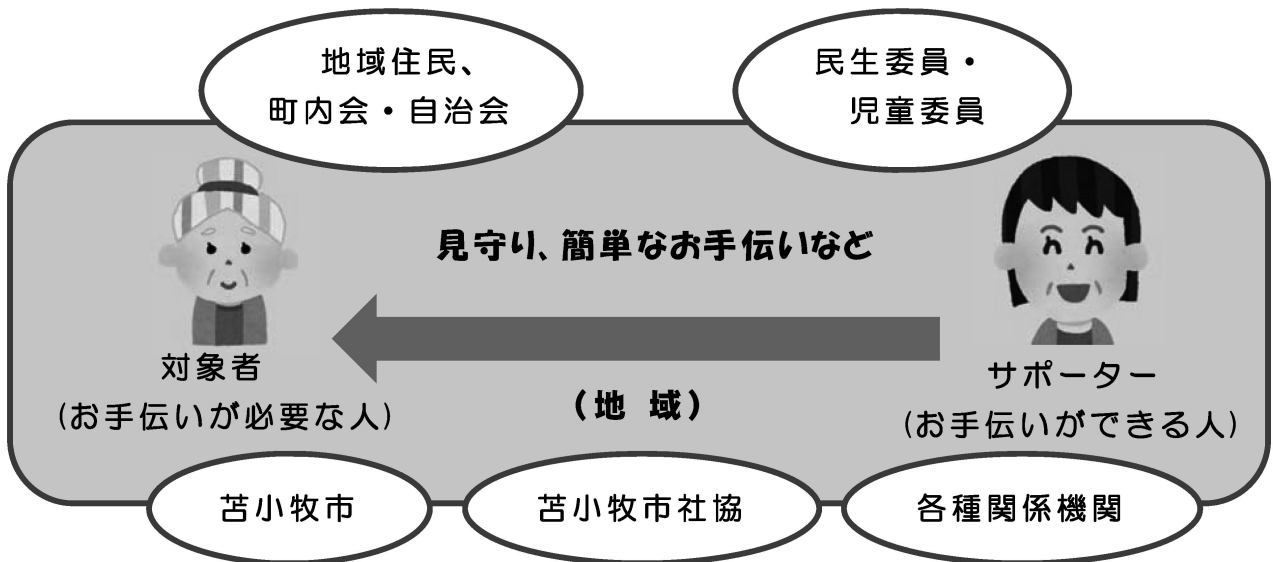 地域住民、
町内会・自治会
民生委員・
児童委員
見守り、簡単なお手伝いなど
対象者
(お手伝いが必要な人)
(地 域)
サポーター
(お手伝いができる人)
苫小牧市
苫小牧市社協
各種関係機関